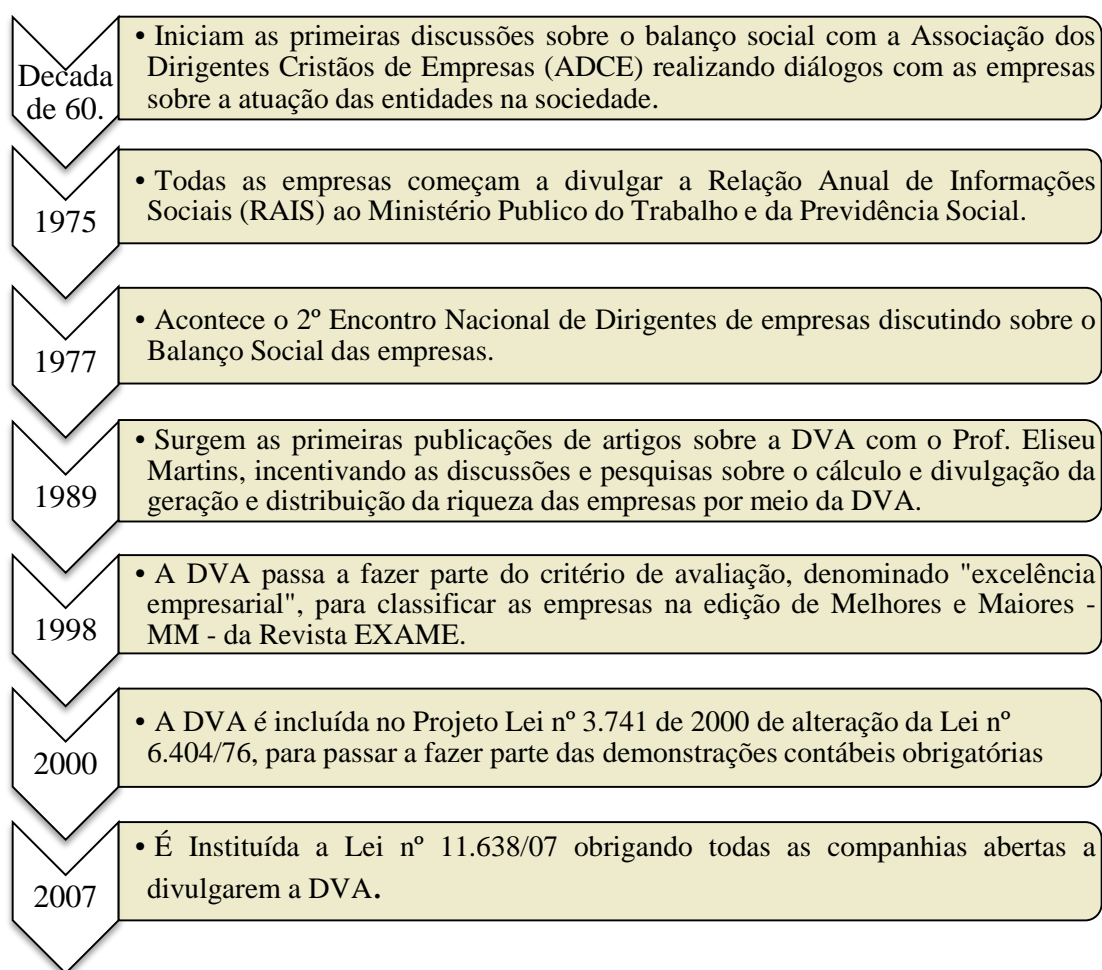 Decada
de 60.
• Iniciam as primeiras discussões sobre o balanço social com a Associação dos
Dirigentes Cristãos de Empresas (ADCE) realizando diálogos com as empresas
sobre a atuação das entidades na sociedade.
1975
• Todas as empresas começam a divulgar a Relação Anual de Informações
Sociais (RAIS) ao Ministério Publico do Trabalho e da Previdência Social.
1977
• Acontece o 2º Encontro Nacional de Dirigentes de empresas discutindo sobre o
Balanço Social das empresas.
1989
• Surgem as primeiras publicações de artigos sobre a DVA com o Prof. Eliseu
Martins, incentivando as discussões e pesquisas sobre o cálculo e divulgação da
geração e distribuição da riqueza das empresas por meio da DVA.
1998
• A DVA passa a fazer parte do critério de avaliação, denominado "excelência
empresarial", para classificar as empresas na edição de Melhores e Maiores -
MM - da Revista EXAME.
2000
• A DVA é incluída no Projeto Lei nº 3.741 de 2000 de alteração da Lei nº
6.404/76, para passar a fazer parte das demonstrações contábeis obrigatórias
2007
• É Instituída a Lei nº 11.638/07 obrigando todas as companhias abertas a
divulgarem a DVA.